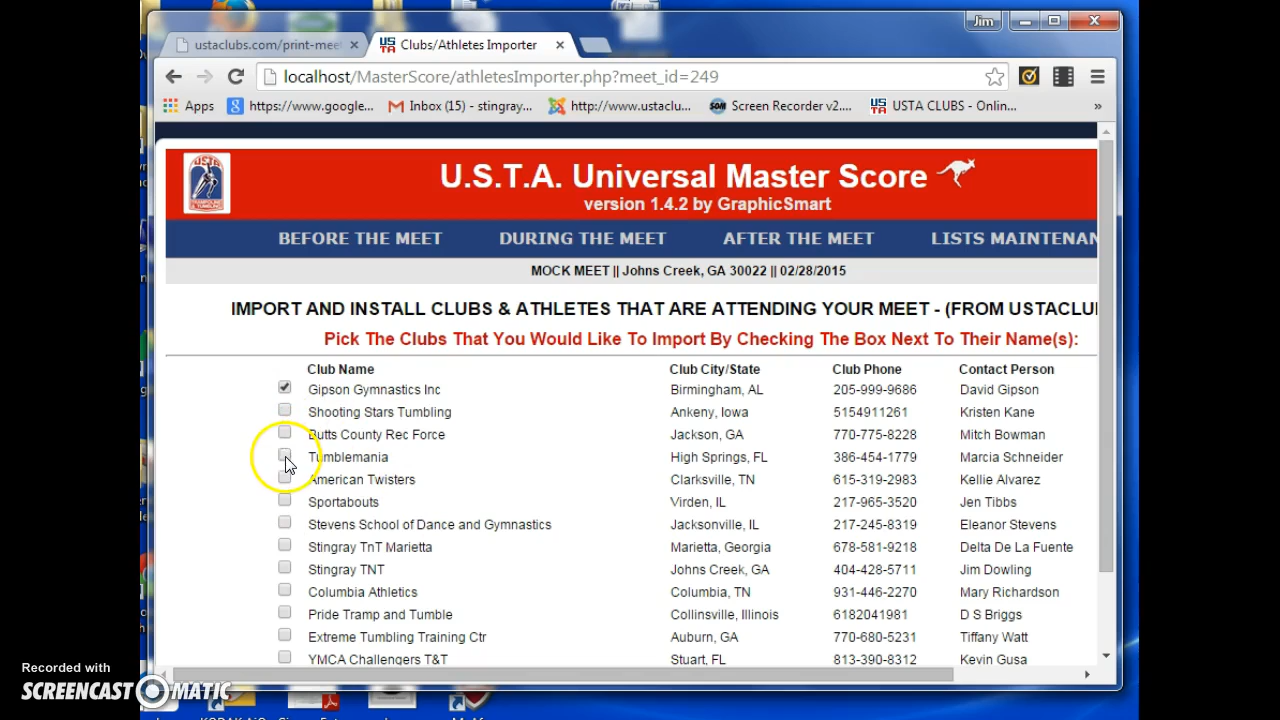 Jim
ustaclubs.com/print-mee
Clubs/Athletes Importer
localhost/MasterScore/athletesImporter.php?meet_id=249
Apps https://www.google... Inbox (15) - stingray... http://www.ustaclu... Screen Recorder v2.... USTA CLUBS - Onlin... »
U.S.T.A. Universal Master Score
version 1.4.2 by GraphicSmart
BEFORE THE MEET DURING THE MEET AFTER THE MEET LISTS MAINTENAN
MOCK MEET || Johns Creek, GA 30022 || 02/28/2015
IMPORT AND INSTALL CLUBS & ATHLETES THAT ARE ATTENDING YOUR MEET - (FROM USTACLU
Pick The Clubs That You Would Like To Import By Checking The Box Next To Their Name(s):
Club Name Club City/State Club Phone Contact Person
Gipson Gymnastics Inc Birmingham, AL 205-999-9686 David Gipson
Shooting Stars Tumbling Ankeny, Iowa 5154911261 Kristen Kane
Butts County Rec Force Jackson, GA 770-775-8228 Mitch Bowman
Tumblemania High Springs, FL 386-454-1779 Marcia Schneider
American Twisters Clarksville, TN 615-319-2983 Kellie Alvarez
Sportabouts Virden, IL 217-965-3520 Jen Tibbs
Stevens School of Dance and Gymnastics Jacksonville, IL 217-245-8319 Eleanor Stevens
Stingray TnT Marietta Marietta, Georgia 678-581-9218 Delta De La Fuente
Stingray TNT Johns Creek, GA 404-428-5711 Jim Dowling
Columbia Athletics Columbia, TN 931-446-2270 Mary Richardson
Pride Tramp and Tumble Collinsville, Illinois 6182041981 D S Briggs
Extreme Tumbling Training Ctr Auburn, GA 770-680-5231 Tiffany Watt
YMCA Challengers T&T Stuart, FL 813-390-8312 Kevin Gusa
Recorded with
SCREENCAST MATIC